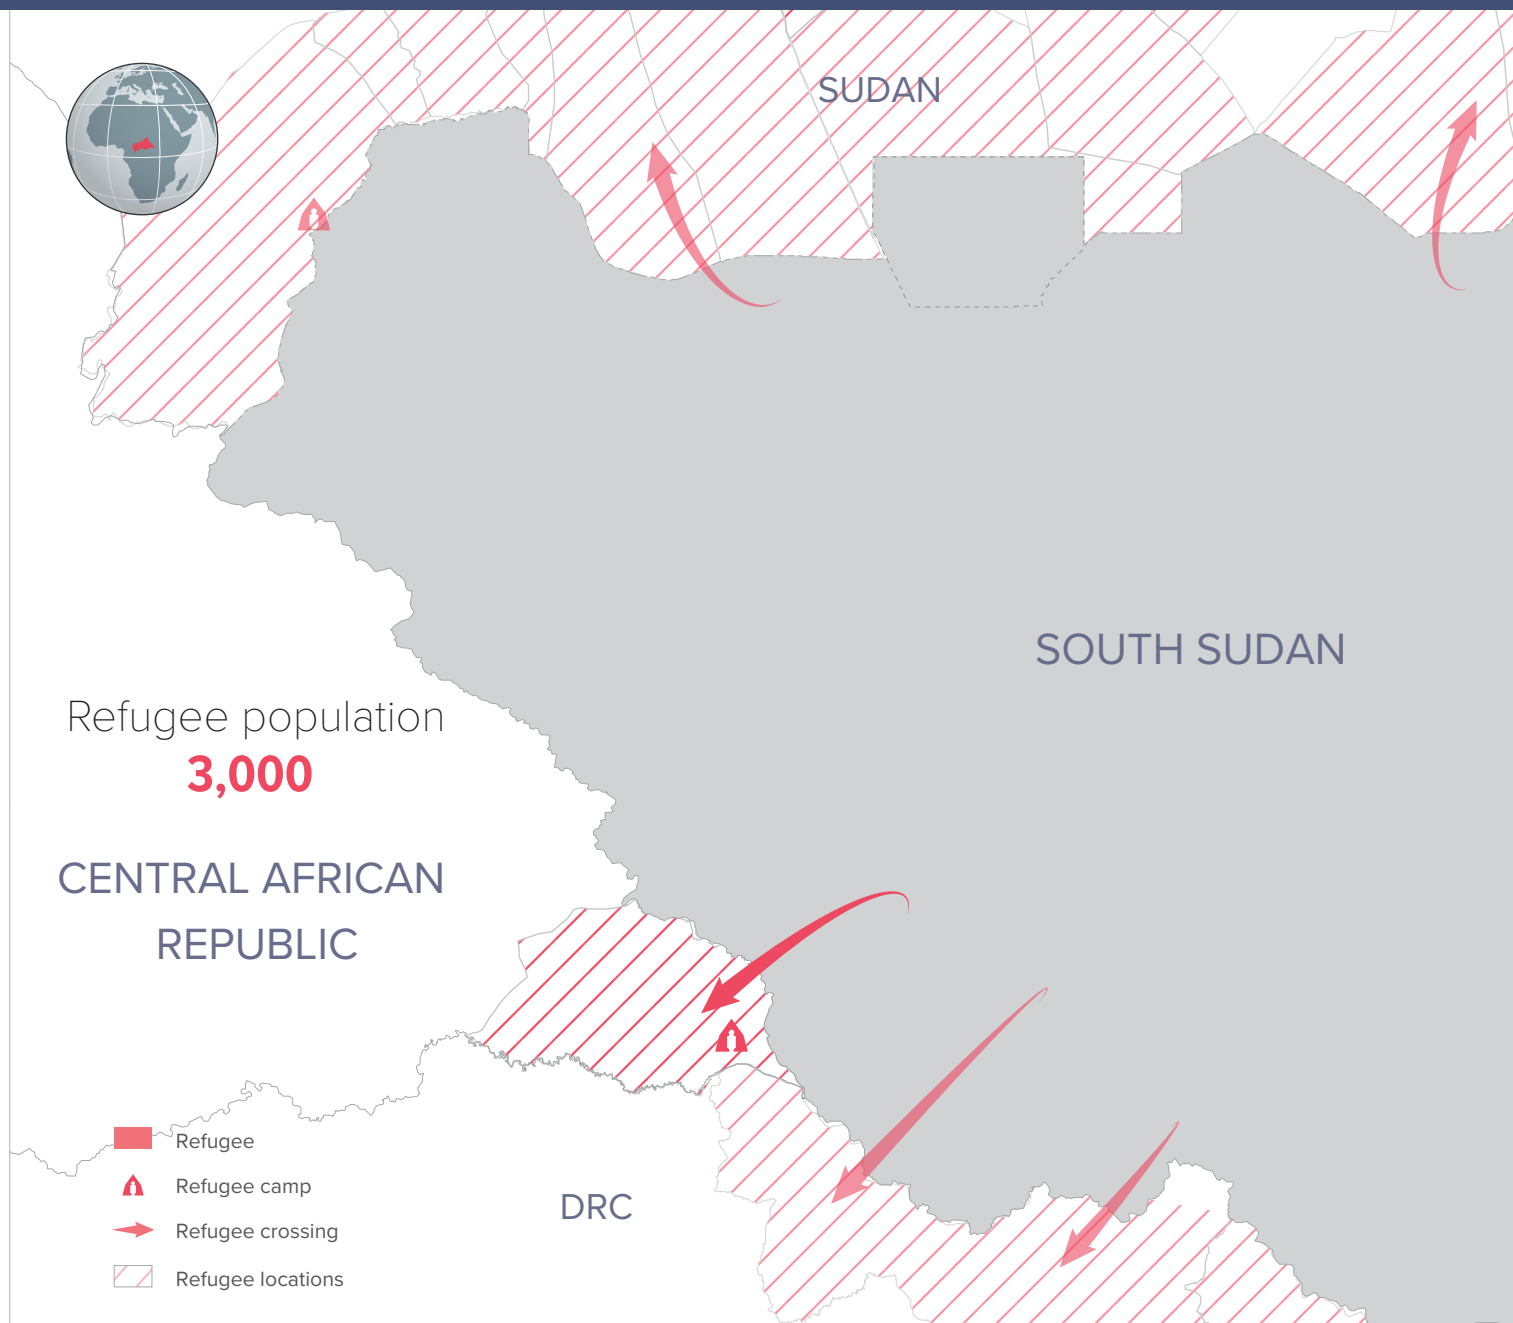 SUDAN
SOUTH SUDAN
Refugee population
3,000
CENTRAL AFRICAN
REPUBLIC
DRC
Refugee
Refugee camp
Refugee crossing
Refugee locations